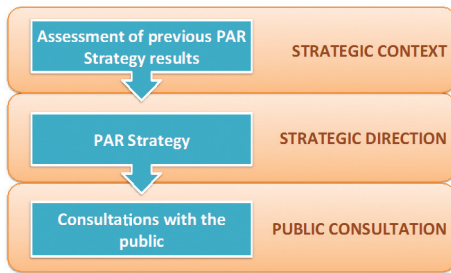 Assessment of previous PAR
Strategy results
STRATEGIC CONTEXT
PAR Strategy
STRATEGIC DIRECTION
Consultations with the
public
PUBLIC CONSULTATION